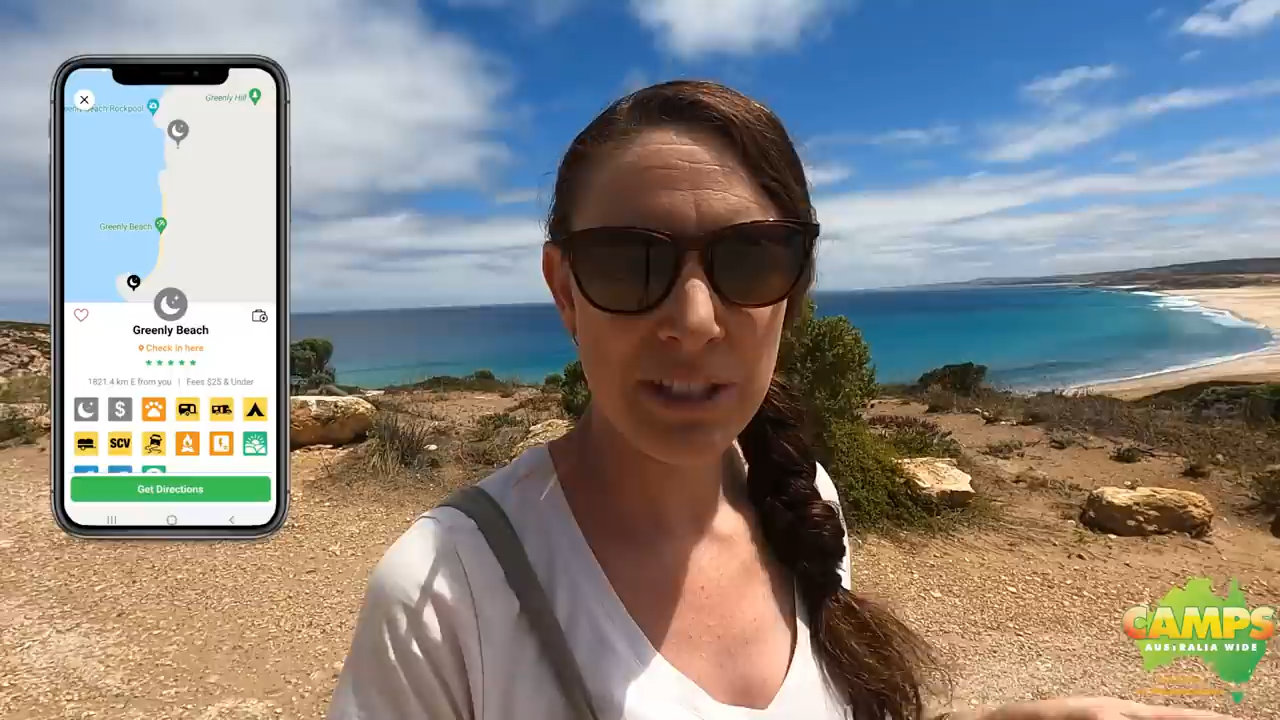 Beach Rockpool
Greenly Hill
Greenly Beach
Greenly Beach
Check in here
1821.4 km E from you | Fees $25 & Under
$
SCV
Get Directions
CAMPS
AUSTRALIA WIDE